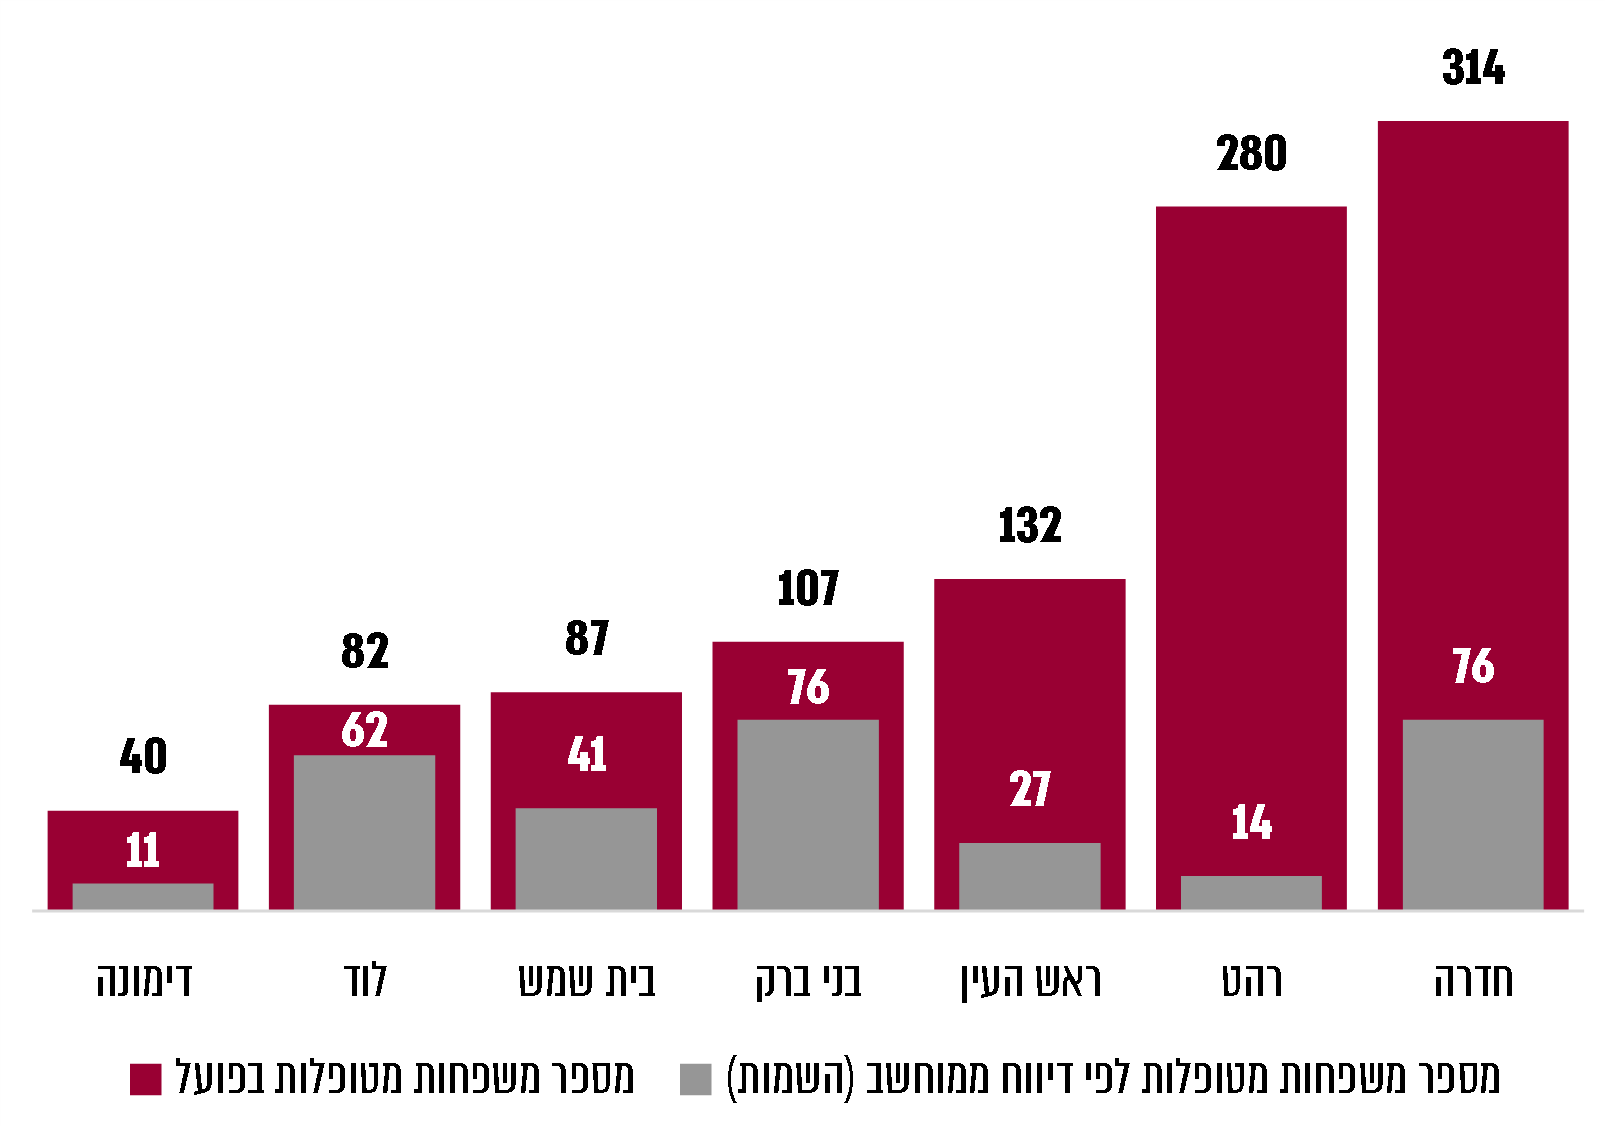 314
280
132
107
87
82
40
76
14
27
76
41
62
11
חדרה
רהט
ראש העין
בני ברק
בית שמש
לוד
דימונה
מספר משפחות מטופלות לפי דיווח ממוחשב (השמות)
מספר משפחות מטופלות בפועל